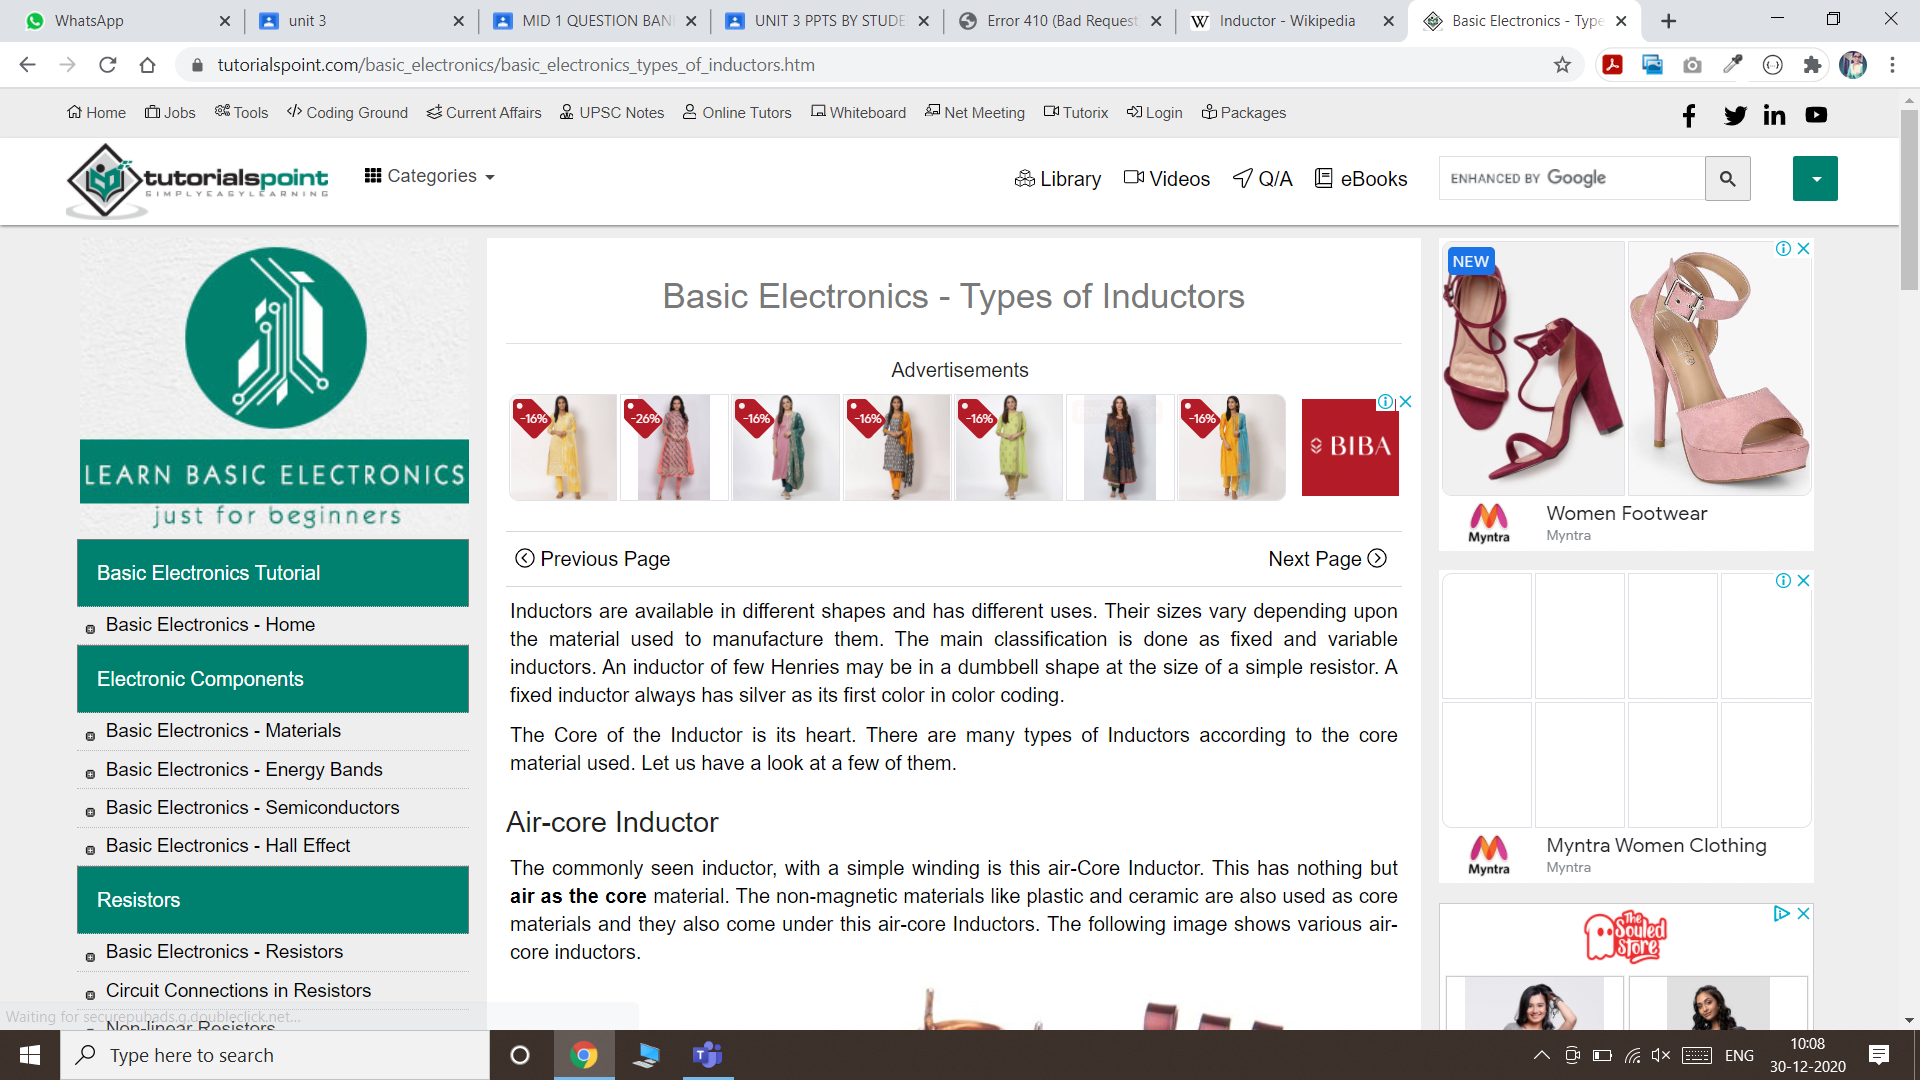 WhatsApp
unit 3
MID 1 QUESTION BAN
UNIT 3 PPTS BY STUDE
Error 410 (Bad Request
Inductor - Wikipedia
Basic Electronics - Type
tutorialspoint.com/basic_electronics/basic_electronics_types_of_inductors.htm
Home Jobs Tools Coding Ground Current Affairs UPSC Notes Online Tutors Whiteboard Net Meeting Tutorix Login Packages
tutorialspoint
SIMPLYEASYLEARNING
Categories
Library Videos Q/A eBooks
ENHANCED BY Google
LEARN BASIC ELECTRONICS
just for beginners
Basic Electronics Tutorial
Basic Electronics - Home
Electronic Components
Basic Electronics - Materials
Basic Electronics - Energy Bands
Basic Electronics - Semiconductors
Basic Electronics - Hall Effect
Resistors
Basic Electronics - Resistors
Circuit Connections in Resistors
Non-linear Resistors
Waiting for securepubads.g.doubleclick.net...
Basic Electronics - Types of Inductors
Advertisements
-16% -26% -16% -16% -16% -16%
BIBA
Previous Page
Next Page
Inductors are available in different shapes and has different uses. Their sizes vary depending upon
the material used to manufacture them. The main classification is done as fixed and variable
inductors. An inductor of few Henries may be in a dumbbell shape at the size of a simple resistor. A
fixed inductor always has silver as its first color in color coding.
The Core of the Inductor is its heart. There are many types of Inductors according to the core
material used. Let us have a look at a few of them.
Air-core Inductor
The commonly seen inductor, with a simple winding is this air-Core Inductor. This has nothing but
air as the core material. The non-magnetic materials like plastic and ceramic are also used as core
materials and they also come under this air-core Inductors. The following image shows various air-
core inductors.
NEW
Myntra
Women Footwear
Myntra
Myntra
Myntra Women Clothing
Myntra
The
Souled
Store
Type here to search
ENG
10:08
30-12-2020